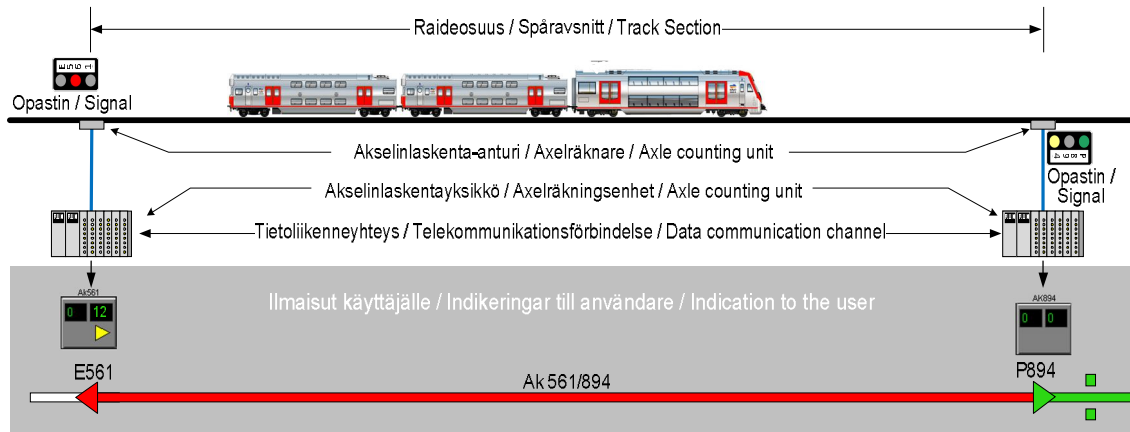 Raideosuus / Spåravsnitt / Track Section
E561
Opastin / Signal
Akselinlaskenta-anturi / Axelräknare / Axle counting unit
P894
Opastin /
Signal
Akselinlaskentayksikkö / Axelräkningsenhet / Axle counting unit
Tietoliikenneyhteys / Telekommunikationsförbindelse / Data communication channel
Ilmaisut käyttäjälle / Indikeringar till användare / Indication to the user
Ak561
0 12
AK894
0 0
E561
Ak 561/894
P894